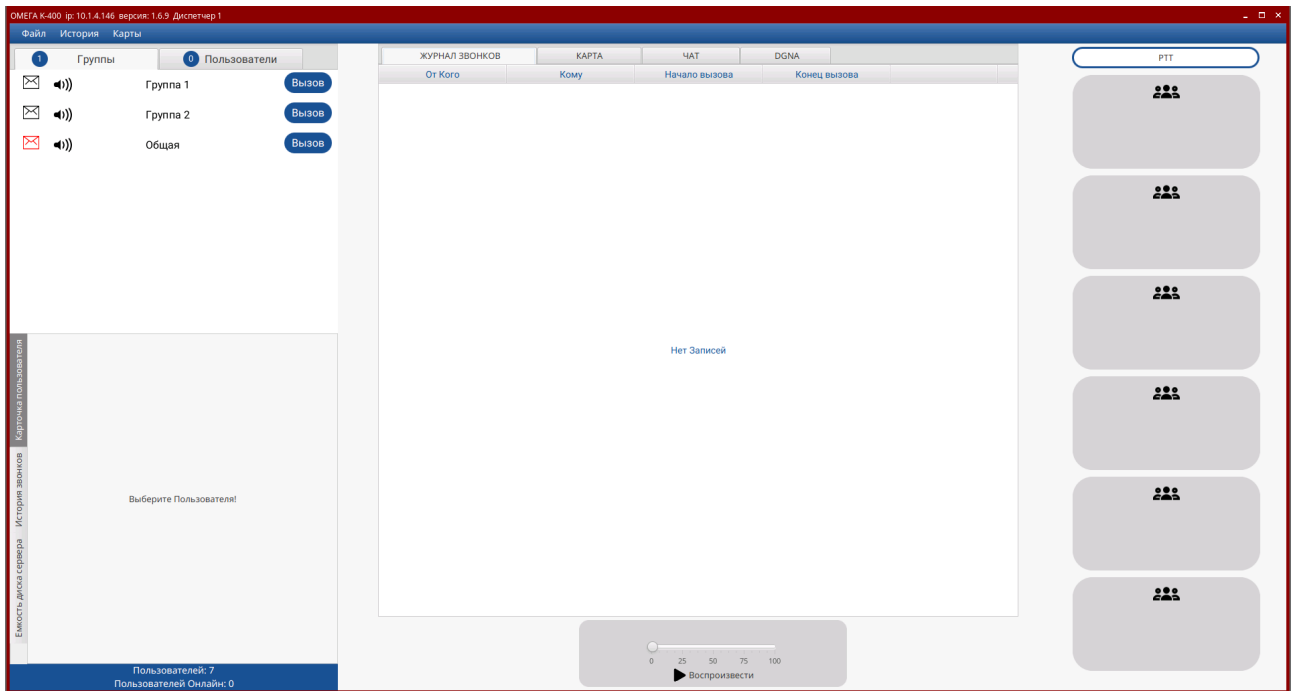 ОМЕГА К-400 ip: 10.1.4.146 версия: 1.6.9 Диспетчер 1
Файл История Карты
1 Группы 0 Пользователи
Группа 1 Вызов
Группа 2 Вызов
Общая Вызов
Карточка пользователя
История звонков
Емкость диска сервера
Выберите Пользователя!
Пользователей: 7
Пользователей Онлайн: 0
ЖУРНАЛ ЗВОНКОВ КАРТА ЧАТ DGNA
От Кого Кому Начало вызова Конец вызова
Нет Записей
0 25 50 75 100
Воспроизвести
PTT